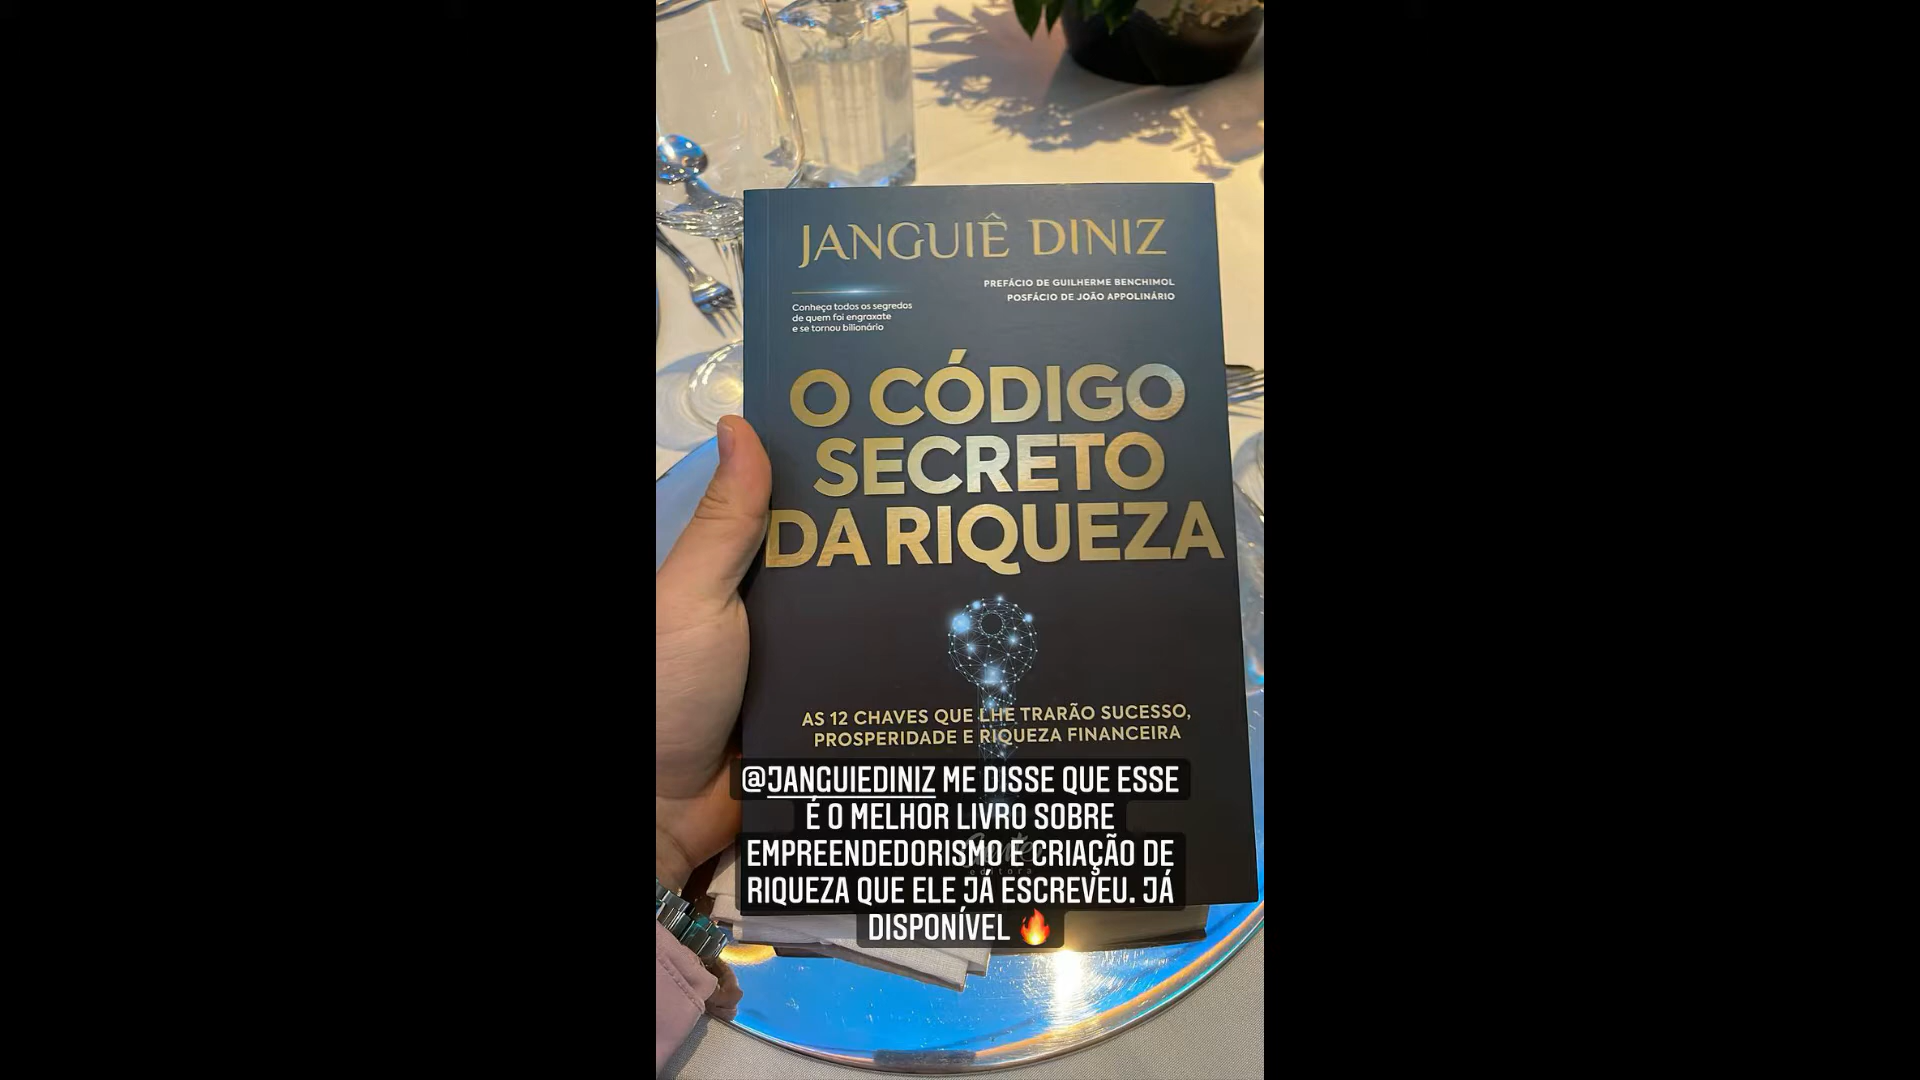 JANGUIÊ DINIZ
PREFÁCIO DE GUILHERME BENCHIMOL
POSFÁCIO DE JOÃO APPOLINÁRIO
Conheça todos os segredos
de quem foi engraxate
e se tornou bilionário
O CÓDIGO
SECRETO
DA RIQUEZA
AS 12 CHAVES QUE LHE TRARÃO SUCESSO,
PROSPERIDADE E RIQUEZA FINANCEIRA
@JANGUIEDINIZ ME DISSE QUE ESSE
É O MELHOR LIVRO SOBRE
EMPREENDEDORISMO E CRIAÇÃO DE
RIQUEZA QUE ELE JÁ ESCREVEU. JÁ
DISPONÍVEL 🔥
editora